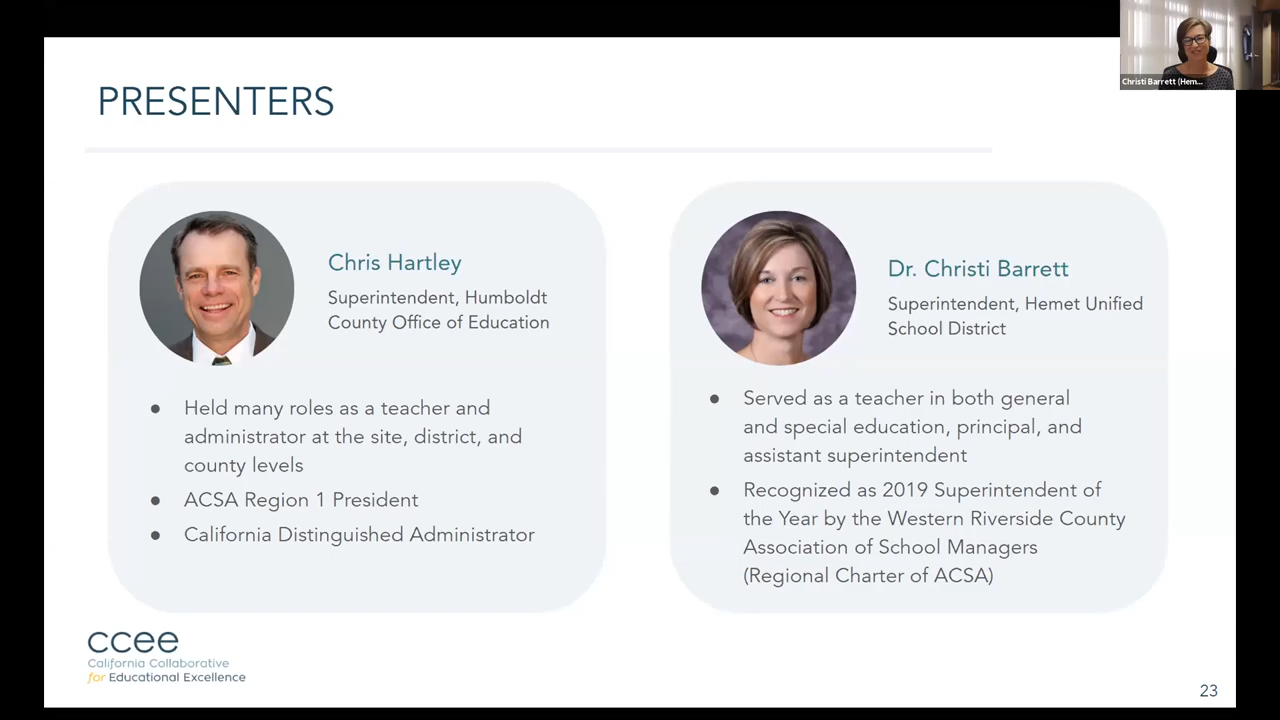 PRESENTERS
Christi Barrett (Hem...
Chris Hartley
Superintendent, Humboldt
County Office of Education
● Held many roles as a teacher and
administrator at the site, district, and
county levels
● ACSA Region 1 President
● California Distinguished Administrator
Dr. Christi Barrett
Superintendent, Hemet Unified
School District
● Served as a teacher in both general
and special education, principal, and
assistant superintendent
● Recognized as 2019 Superintendent of
the Year by the Western Riverside County
Association of School Managers
(Regional Charter of ACSA)
ccee
California Collaborative
for Educational Excellence
23